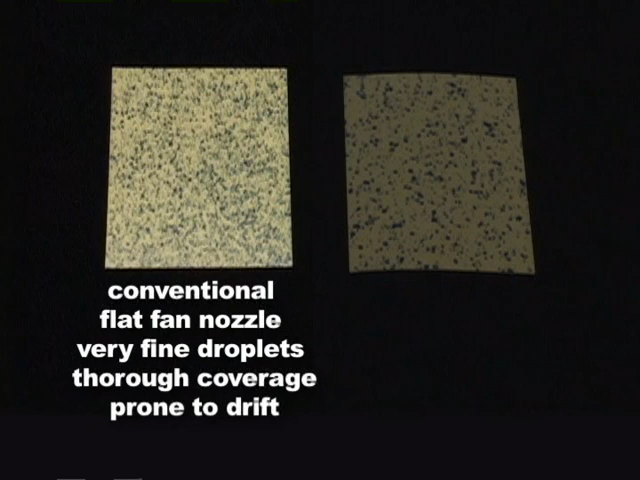 conventional
flat fan nozzle
very fine droplets
thorough coverage
prone to drift